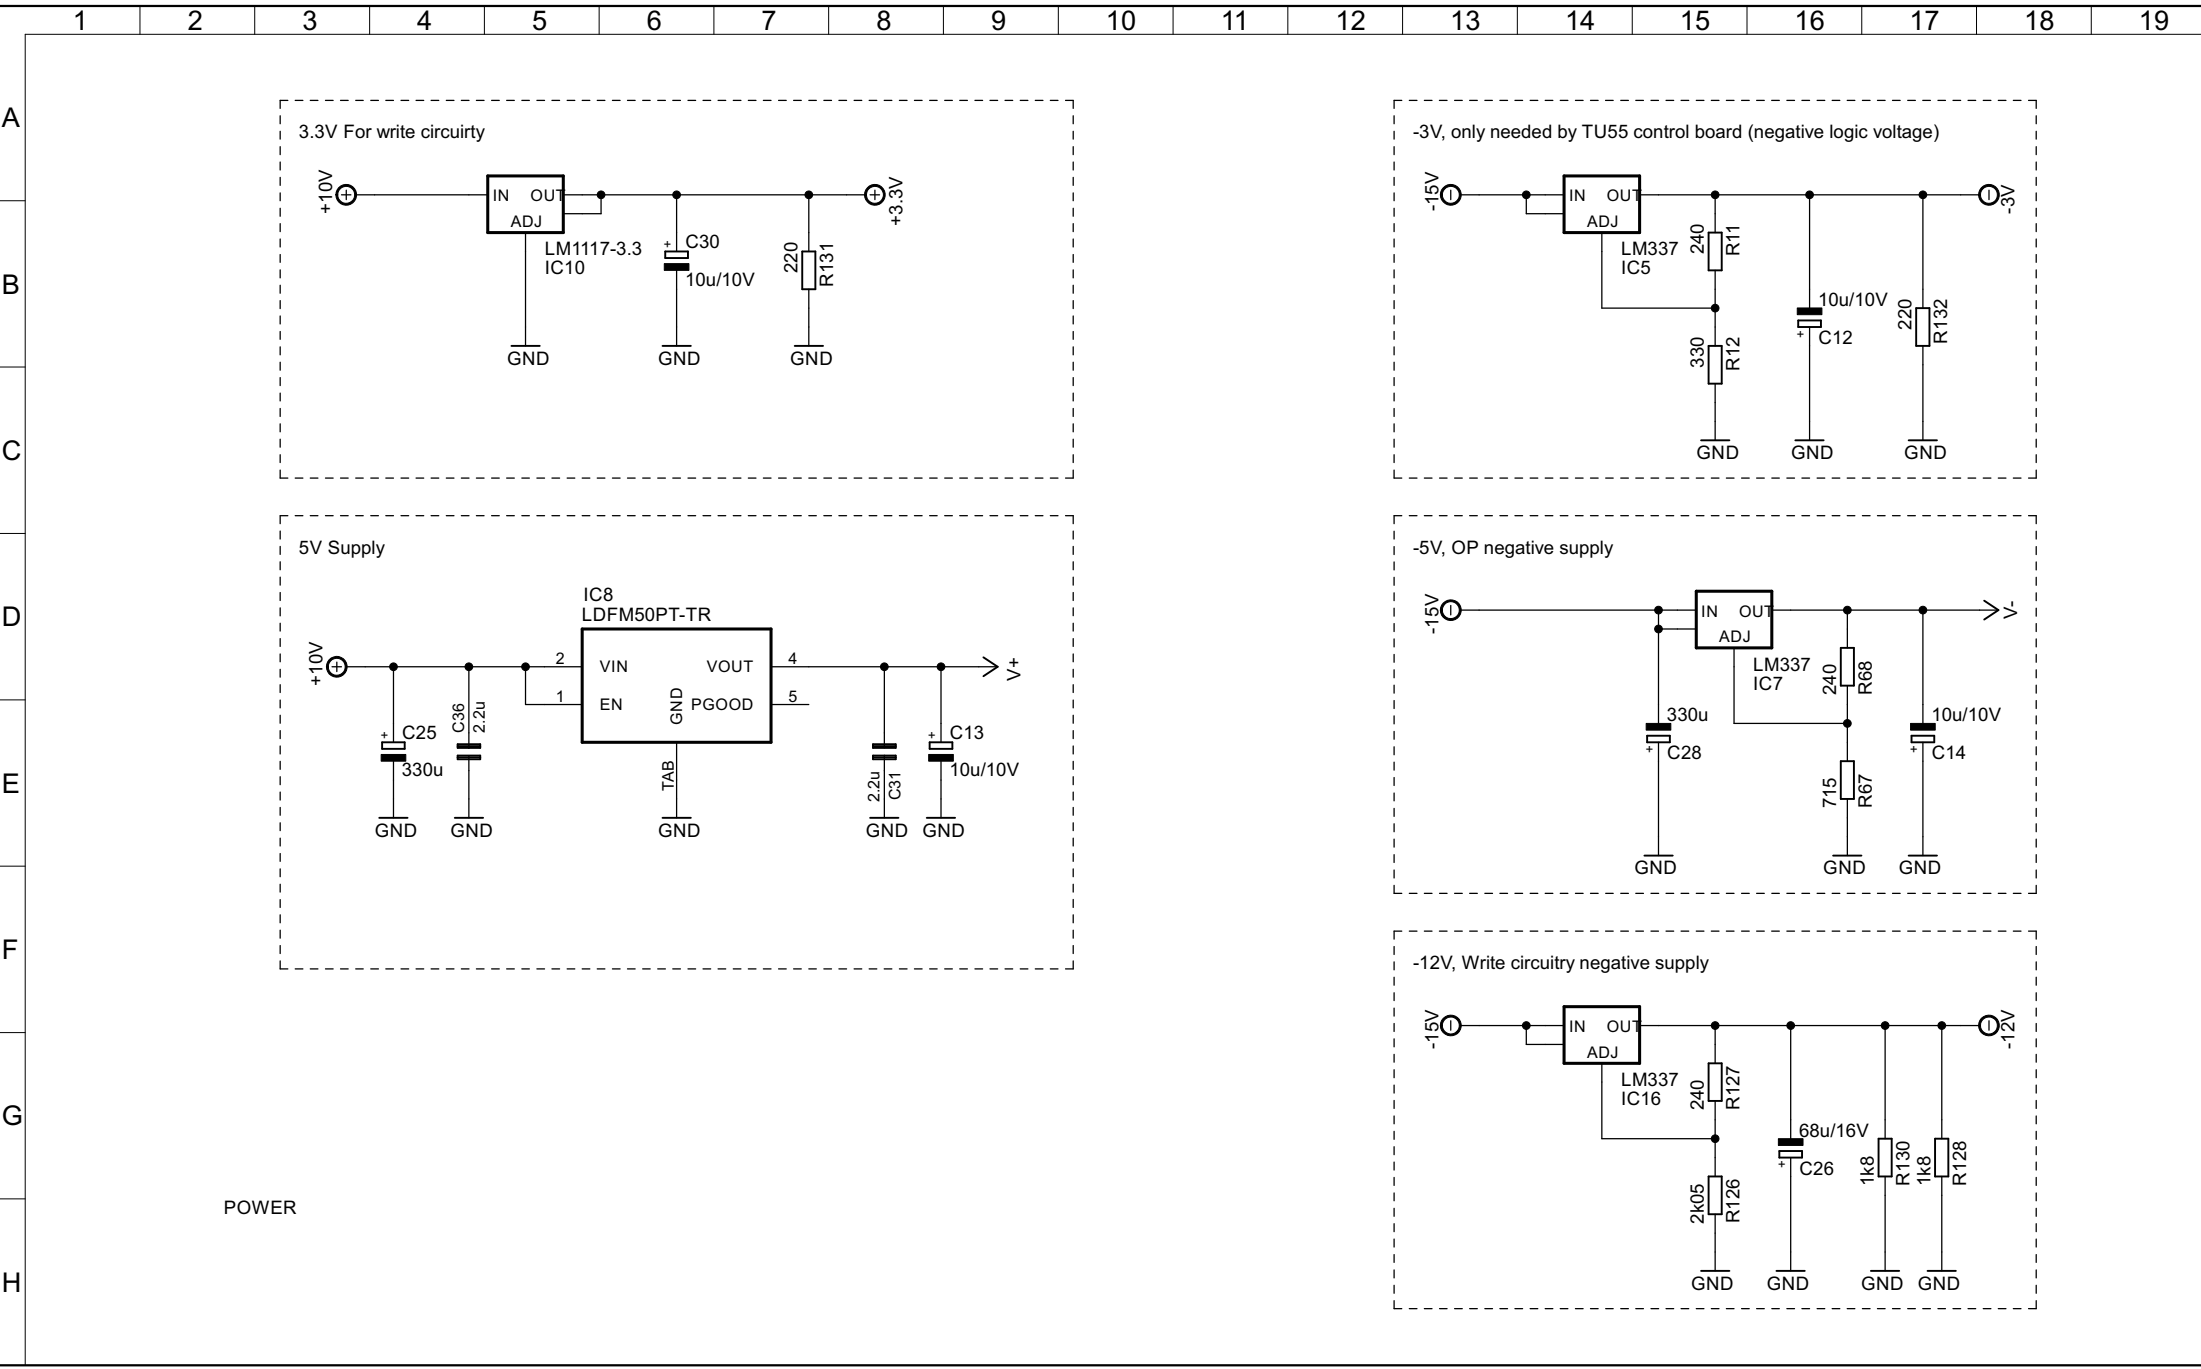 1 2 3 4 5 6 7 8 9 10 11 12 13 14 15 16 17 18 19
A
B
C
D
E
F
G
H
3.3V For write circuirty
+10V
IN OUT
ADJ
LM1117-3.3
IC10
C30
+
10u/10V
220
R131
+3.3V
GND GND GND
-3V, only needed by TU55 control board (negative logic voltage)
-15V
IN OUT
ADJ
LM337
IC5
240
R11
330
R12
10u/10V
+
C12
220
R132
-3V
GND GND GND
5V Supply
IC8
LDFM50PT-TR
+10V
2 VIN VOUT 4
1 EN GND PGOOD 5
TAB
+
C25
330u
C36
2.2u
2.2u
C31
+
C13
10u/10V
V+
GND GND GND GND GND
-5V, OP negative supply
-15V
IN OUT
ADJ
LM337
IC7
240
R68
715
R67
330u
+
C28
10u/10V
+
C14
V-
GND GND GND
-12V, Write circuitry negative supply
-15V
IN OUT
ADJ
LM337
IC16
240
R127
2k05
R126
68u/16V
+
C26
1k8
R130
1k8
R128
-12V
GND GND GND GND
POWER